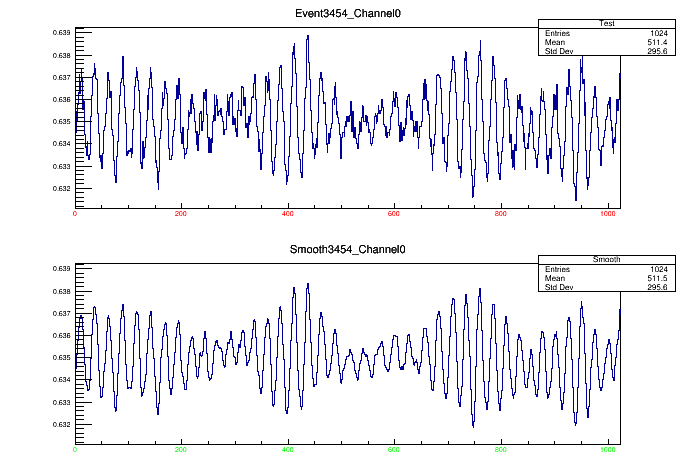 Event3454_Channel0
Test
Entries 1024
Mean 511.4
Std Dev 295.6
0.639
0.638
0.637
0.636
0.635
0.634
0.633
0.632
0 200 400 600 800 1000
Smooth3454_Channel0
Smooth
Entries 1024
Mean 511.5
Std Dev 295.6
0.639
0.638
0.637
0.636
0.635
0.634
0.633
0.632
0 200 400 600 800 1000